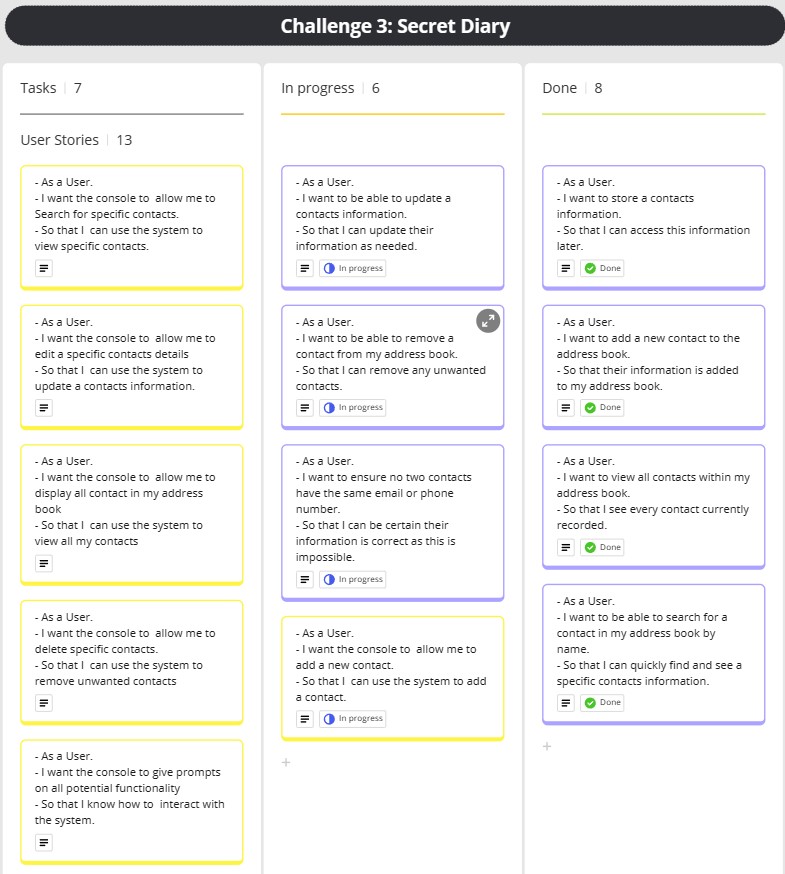 Challenge 3: Secret Diary
Tasks | 7
User Stories | 13
- As a User.
- I want the console to  allow me to
Search for specific contacts.
- So that I  can use the system to
view specific contacts.
- As a User.
- I want the console to  allow me to
edit a specific contacts details
- So that I  can use the system to
update a contacts information.
- As a User.
- I want the console to  allow me to
display all contact in my address
book
- So that I  can use the system to
view all my contacts
- As a User.
- I want the console to  allow me to
delete specific contacts.
- So that I  can use the system to
remove unwanted contacts
- As a User.
- I want the console to give prompts
on all potential functionality
- So that I know how to  interact with
the system.
In progress | 6
- As a User.
- I want to be able to update a
contacts information.
- So that I can update their
information as needed.
In progress
- As a User.
- I want to be able to remove a
contact from my address book.
- So that I can remove any unwanted
contacts.
In progress
- As a User.
- I want to ensure no two contacts
have the same email or phone
number.
- So that I can be certain their
information is correct as this is
impossible.
In progress
- As a User.
- I want the console to  allow me to
add a new contact.
- So that I  can use the system to add
a contact.
In progress
+
Done | 8
- As a User.
- I want to store a contacts
information.
- So that I can access this information
later.
Done
- As a User.
- I want to add a new contact to the
address book.
- So that their information is added
to my address book.
Done
- As a User.
- I want to view all contacts within my
address book.
- So that I see every contact currently
recorded.
Done
- As a User.
- I want to be able to search for a
contact in my address book by
name.
- So that I can quickly find and see a
specific contacts information.
Done
+